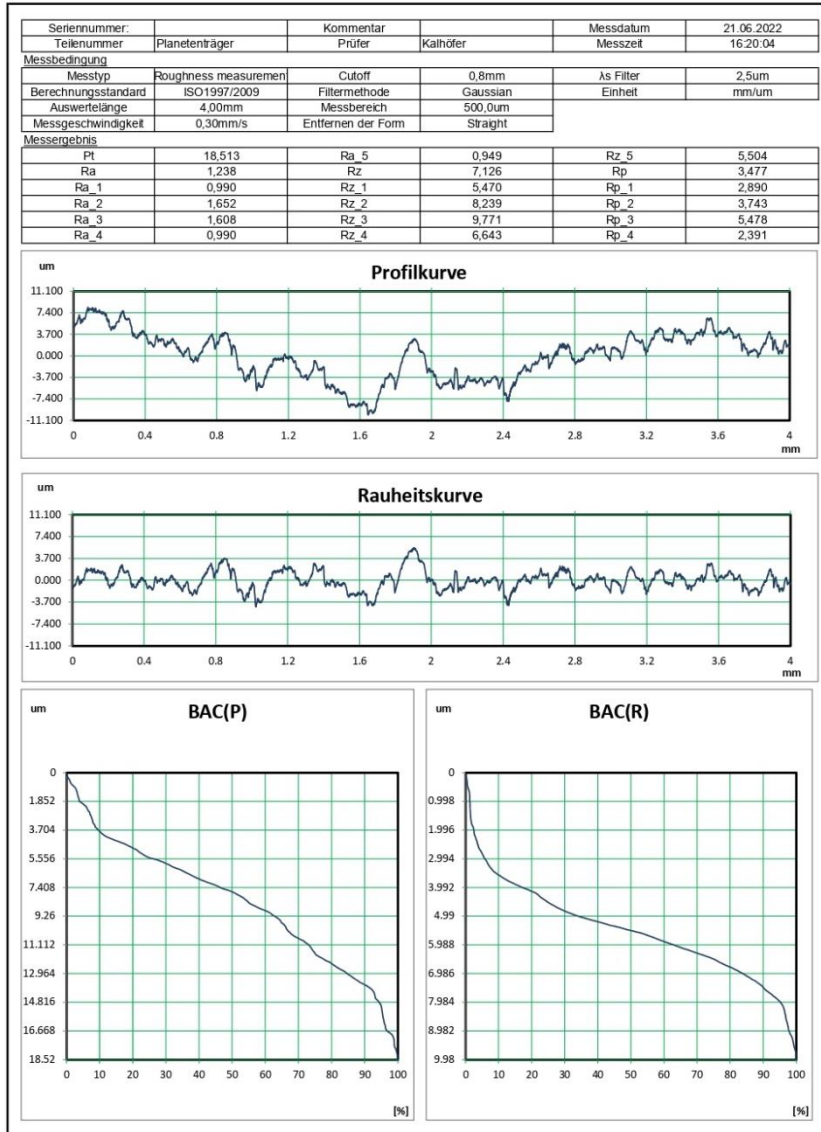 Seriennummer: Kommentar Messdatum 21.06.2022
Teilenummer Planetenträger Prüfer Kalhöfer Messzeit 16:20:04
Messbedingung
Messtyp Roughness measuremen Cutoff 0,8mm λs Filter 2,5um
Berechnungsstandard ISO1997/2009 Filtermethode Gaussian Einheit mm/um
Auswertelänge 4,00mm Messbereich 500,0um
Messgeschwindigkeit 0,30mm/s Entfernen der Form Straight
Messergebnis
Pt 18,513 Ra_5 0,949 Rz_5 5,504
Ra 1,238 Rz 7,126 Rp 3,477
Ra_1 0,990 Rz_1 5,470 Rp_1 2,890
Ra_2 1,652 Rz_2 8,239 Rp_2 3,743
Ra_3 1,608 Rz_3 9,771 Rp_3 5,478
Ra_4 0,990 Rz_4 6,643 Rp_4 2,391
um Profilkurve
11.100
7.400
3.700
0.000
-3.700
-7.400
-11.100
0 0.4 0.8 1.2 1.6 2 2.4 2.8 3.2 3.6 4
mm
um Rauheitskurve
11.100
7.400
3.700
0.000
-3.700
-7.400
-11.100
0 0.4 0.8 1.2 1.6 2 2.4 2.8 3.2 3.6 4
mm
um BAC(P)
0
1.852
3.704
5.556
7.408
9.26
11.112
12.964
14.816
16.668
18.52
0 10 20 30 40 50 60 70 80 90 100
[%]
um BAC(R)
0
0.998
1.996
2.994
3.992
4.99
5.988
6.986
7.984
8.982
9.98
0 10 20 30 40 50 60 70 80 90 100
[%]